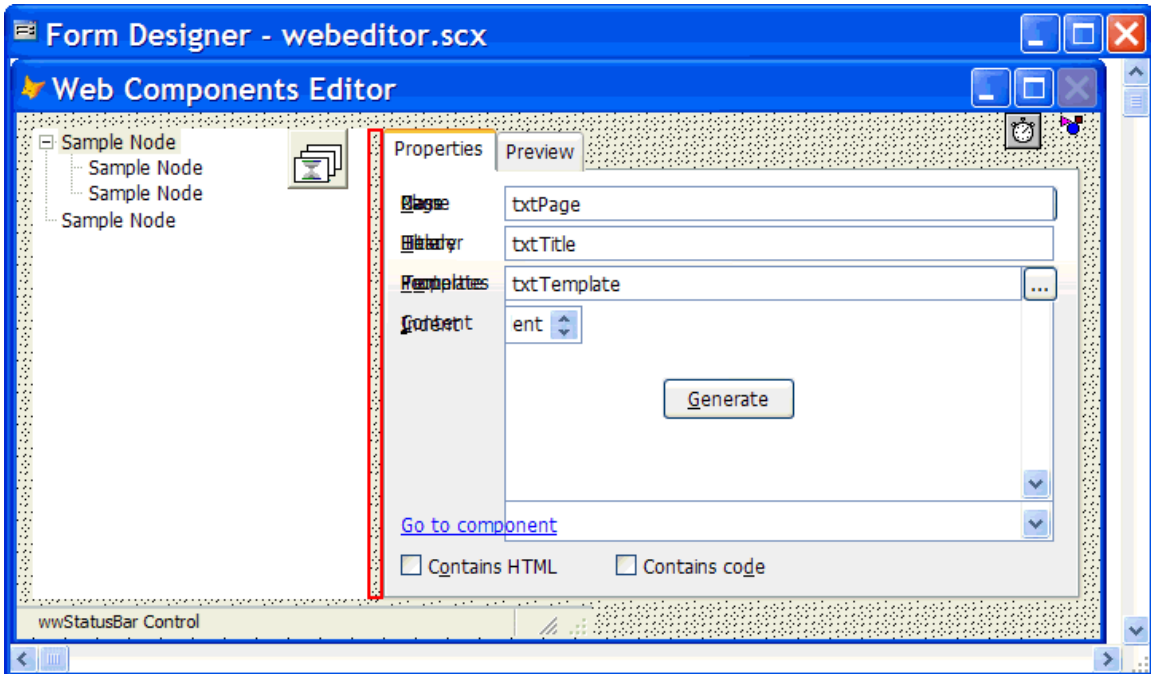 Form Designer - webeditor.scx
Web Components Editor
Sample Node
Sample Node
Sample Node
Sample Node
Properties Preview
txtPage
txtTitle
txtTemplate ...
ent
Generate
Go to component
Contains HTML Contains code
wwStatusBar Control